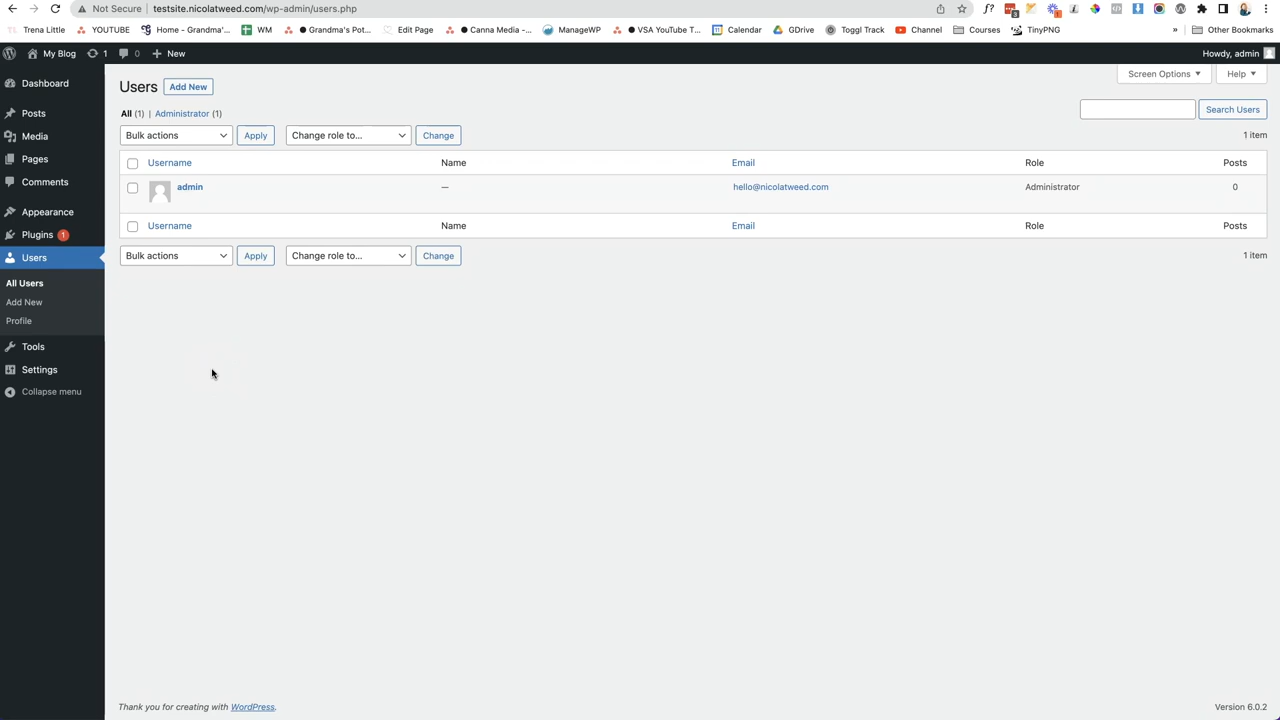 Not Secure | testsite.nicolatweed.com/wp-admin/users.php
Trena Little YOUTUBE Home - Grandma'... WM Grandma's Pot... Edit Page Canna Media -... ManageWP VSA YouTube T... Calendar GDrive Toggl Track Channel Courses TinyPNG » Other Bookmarks
My Blog 1 0 + New Howdy, admin
Screen Options Help
Dashboard
Posts
Media
Pages
Comments
Appearance
Plugins 1
Users
All Users
Add New
Profile
Tools
Settings
Collapse menu
Users Add New
All (1) | Administrator (1)
Search Users
Bulk actions Apply Change role to... Change 1 item
Username Name Email Role Posts
admin — hello@nicolatweed.com Administrator 0
Username Name Email Role Posts
Bulk actions Apply Change role to... Change 1 item
Thank you for creating with WordPress. Version 6.0.2